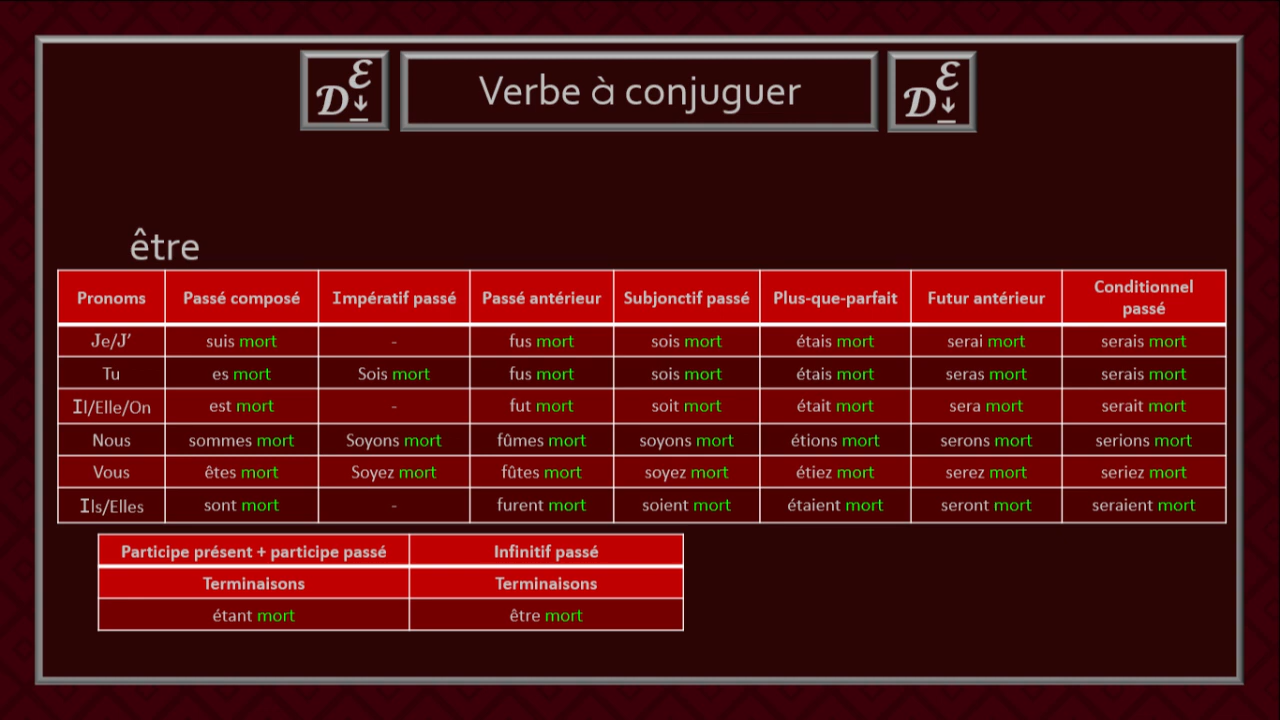 Verbe à conjuguer
être
Pronoms Passé composé Impératif passé Passé antérieur Subjonctif passé Plus-que-parfait Futur antérieur Conditionnel passé
Je/J’ suis mort - fus mort sois mort étais mort serai mort serais mort
Tu es mort Sois mort fus mort sois mort étais mort seras mort serais mort
Il/Elle/On est mort - fut mort soit mort était mort sera mort serait mort
Nous sommes mort Soyons mort fûmes mort soyons mort étions mort serons mort serions mort
Vous êtes mort Soyez mort fûtes mort soyez mort étiez mort serez mort seriez mort
Ils/Elles sont mort - furent mort soient mort étaient mort seront mort seraient mort
Participe présent + participe passé Infinitif passé
Terminaisons Terminaisons
étant mort être mort